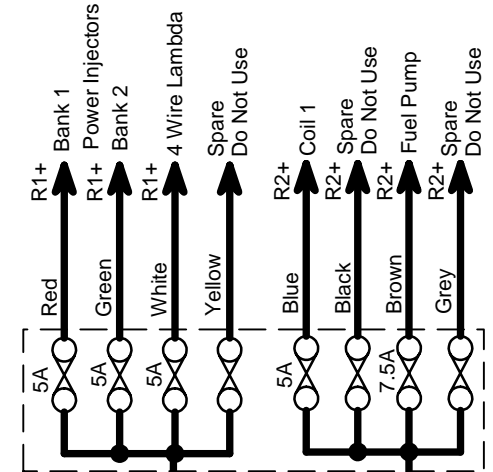 Bank 1
Power Injectors
Bank 2
4 Wire Lambda
Spare
Do Not Use
Coil 1
Spare
Do Not Use
Fuel Pump
Spare
Do Not Use
R1+
R1+
R1+
R2+
R2+
R2+
R2+
Red
Green
White
Yellow
Blue
Black
Brown
Grey
5A
5A
5A
5A
7.5A